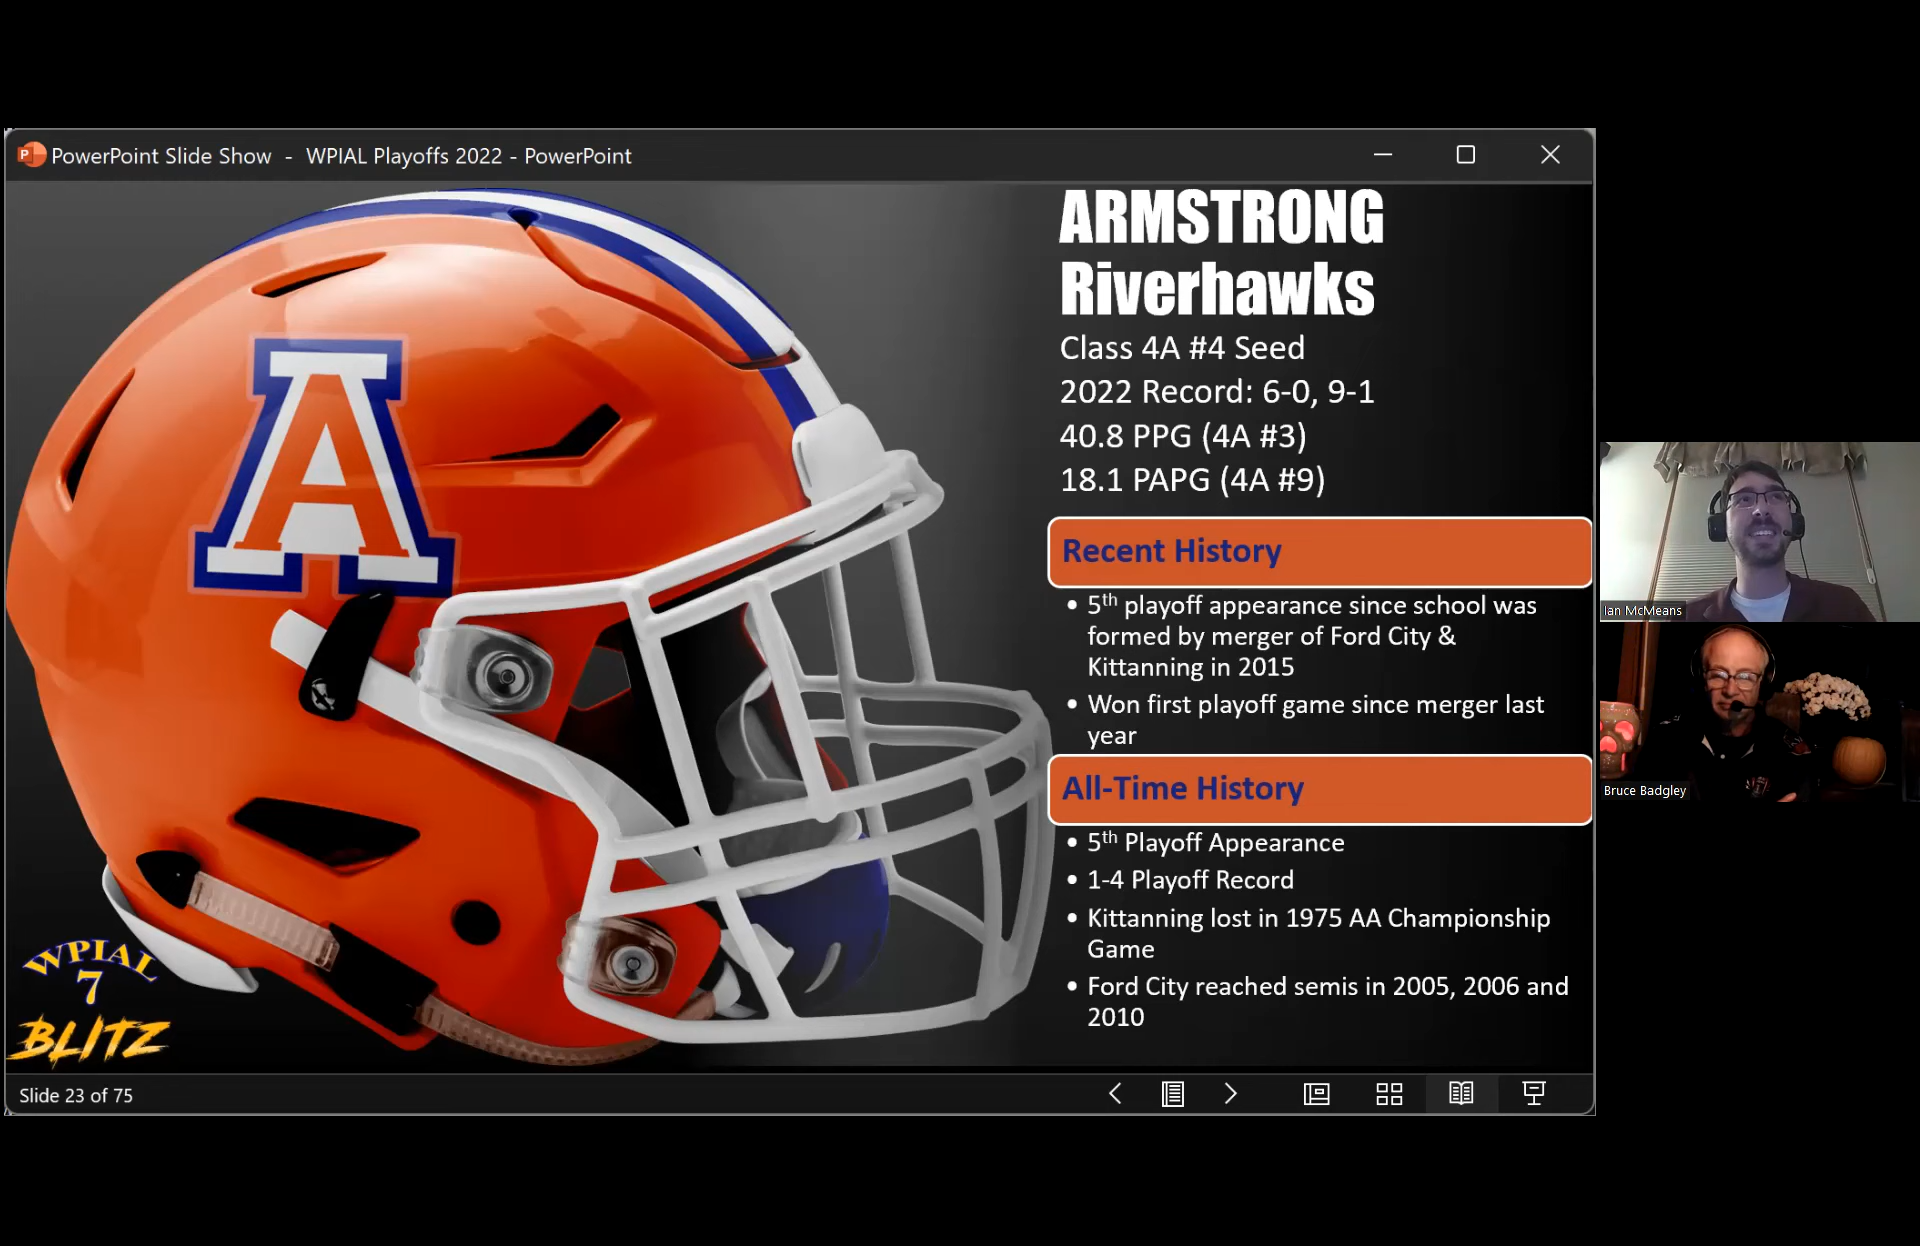 PowerPoint Slide Show - WPIAL Playoffs 2022 - PowerPoint
ARMSTRONG
Riverhawks
Class 4A #4 Seed
2022 Record: 6-0, 9-1
40.8 PPG (4A #3)
18.1 PAPG (4A #9)
Recent History
• 5th playoff appearance since school was
formed by merger of Ford City &
Kittanning in 2015
• Won first playoff game since merger last
year
All-Time History
• 5th Playoff Appearance
• 1-4 Playoff Record
• Kittanning lost in 1975 AA Championship
Game
• Ford City reached semis in 2005, 2006 and
2010
A
WPIAL
7
BLITZ
Slide 23 of 75
Ian McMeans
Bruce Badgley